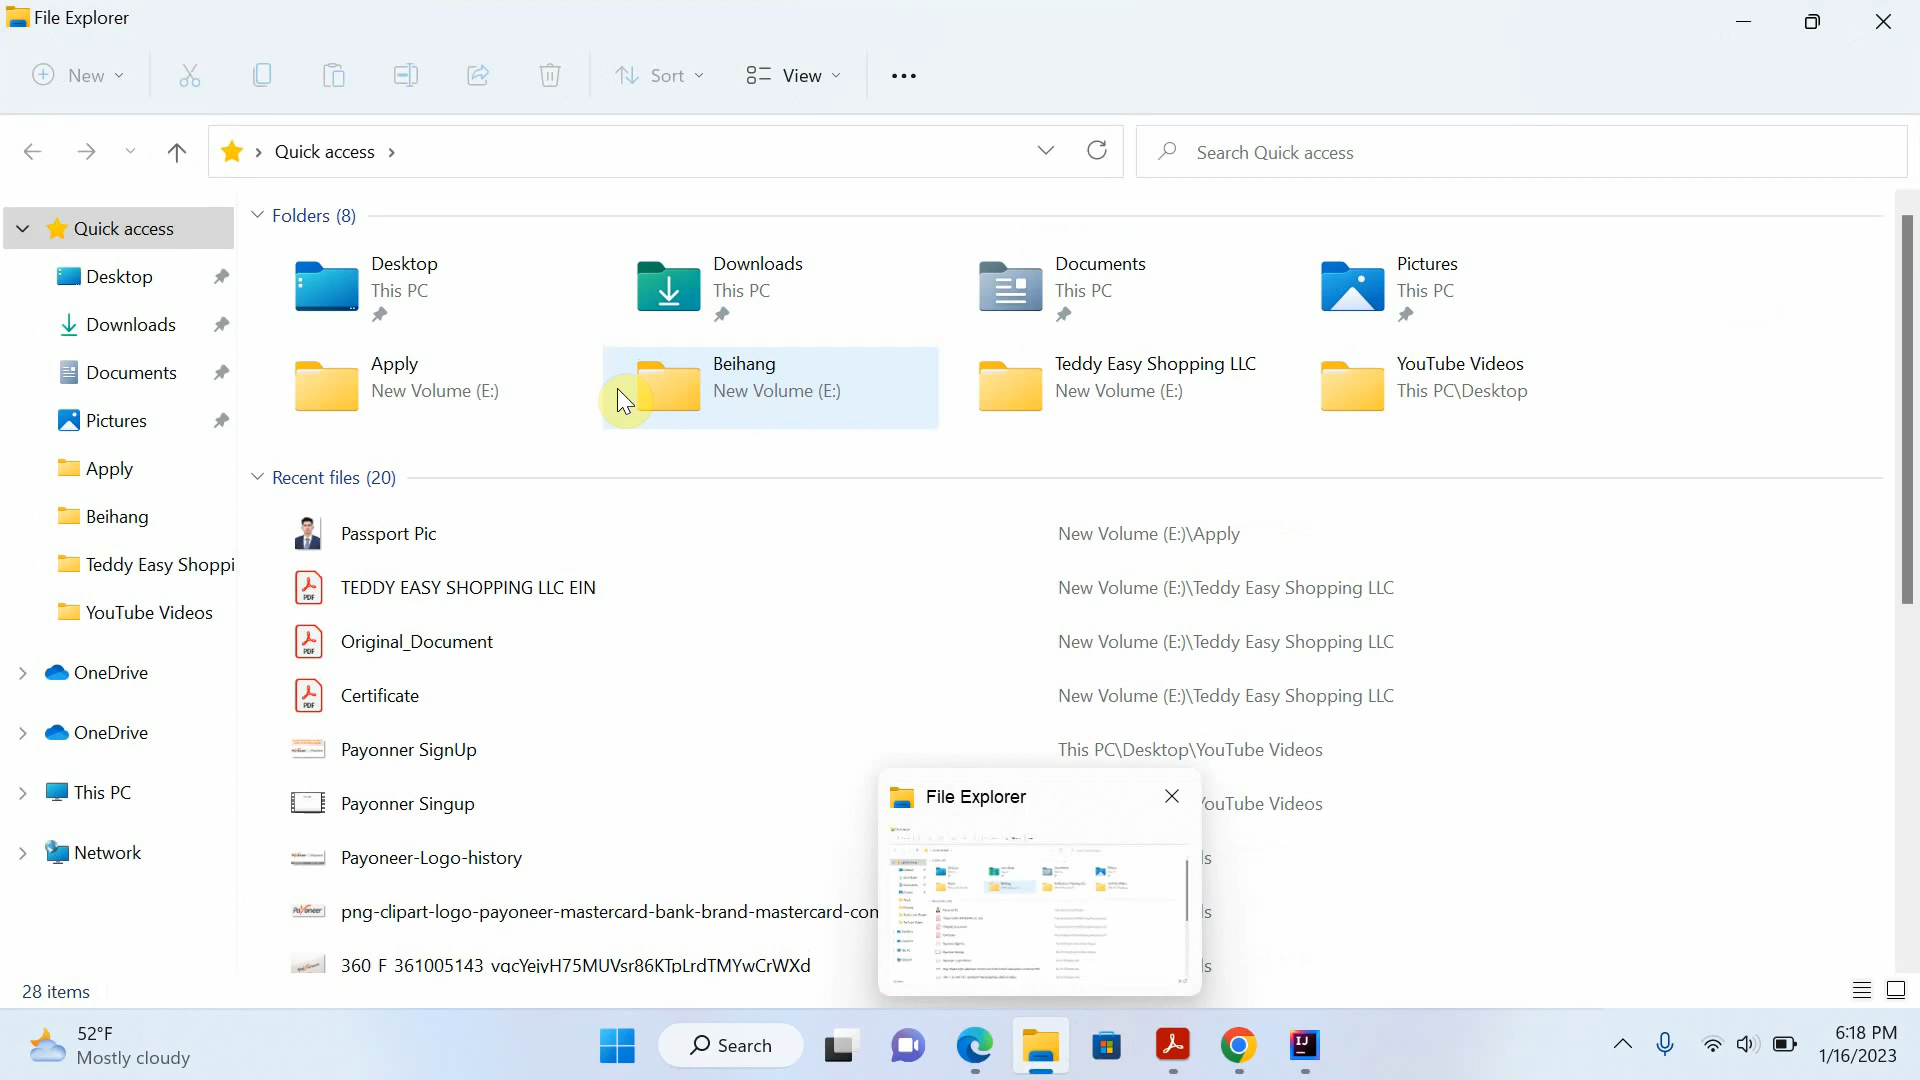 File Explorer
New
Sort
View
Quick access
Search Quick access
Quick access
Desktop
Downloads
Documents
Pictures
Apply
Beihang
Teddy Easy Shoppi
YouTube Videos
OneDrive
OneDrive
This PC
Network
Folders (8)
Desktop
This PC
Downloads
This PC
Documents
This PC
Pictures
This PC
Apply
New Volume (E:)
Beihang
New Volume (E:)
Teddy Easy Shopping LLC
New Volume (E:)
YouTube Videos
This PC\Desktop
Recent files (20)
Passport Pic
New Volume (E:)\Apply
TEDDY EASY SHOPPING LLC EIN
New Volume (E:)\Teddy Easy Shopping LLC
Original_Document
New Volume (E:)\Teddy Easy Shopping LLC
Certificate
New Volume (E:)\Teddy Easy Shopping LLC
Payonner SignUp
This PC\Desktop\YouTube Videos
Payonner Singup
YouTube Videos
Payoneer-Logo-history
png-clipart-logo-payoneer-mastercard-bank-brand-mastercard-con
File Explorer
28 items
52°F
Mostly cloudy
Search
6:18 PM
1/16/2023